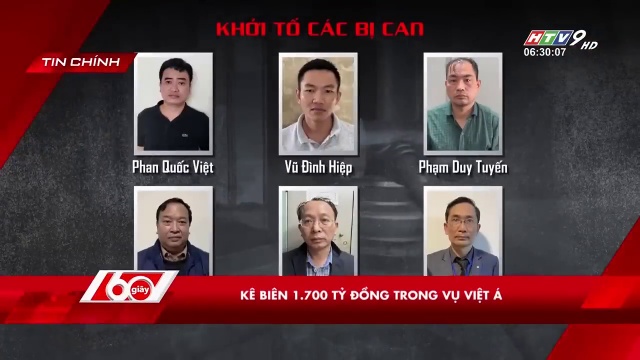 KHỞI TỐ CÁC BỊ CAN
HTV9 HD
06:30:07
TIN CHÍNH
Phan Quốc Việt
Vũ Đình Hiệp
Phạm Duy Tuyến
60 giây
KÊ BIÊN 1.700 TỶ ĐỒNG TRONG VỤ VIỆT Á